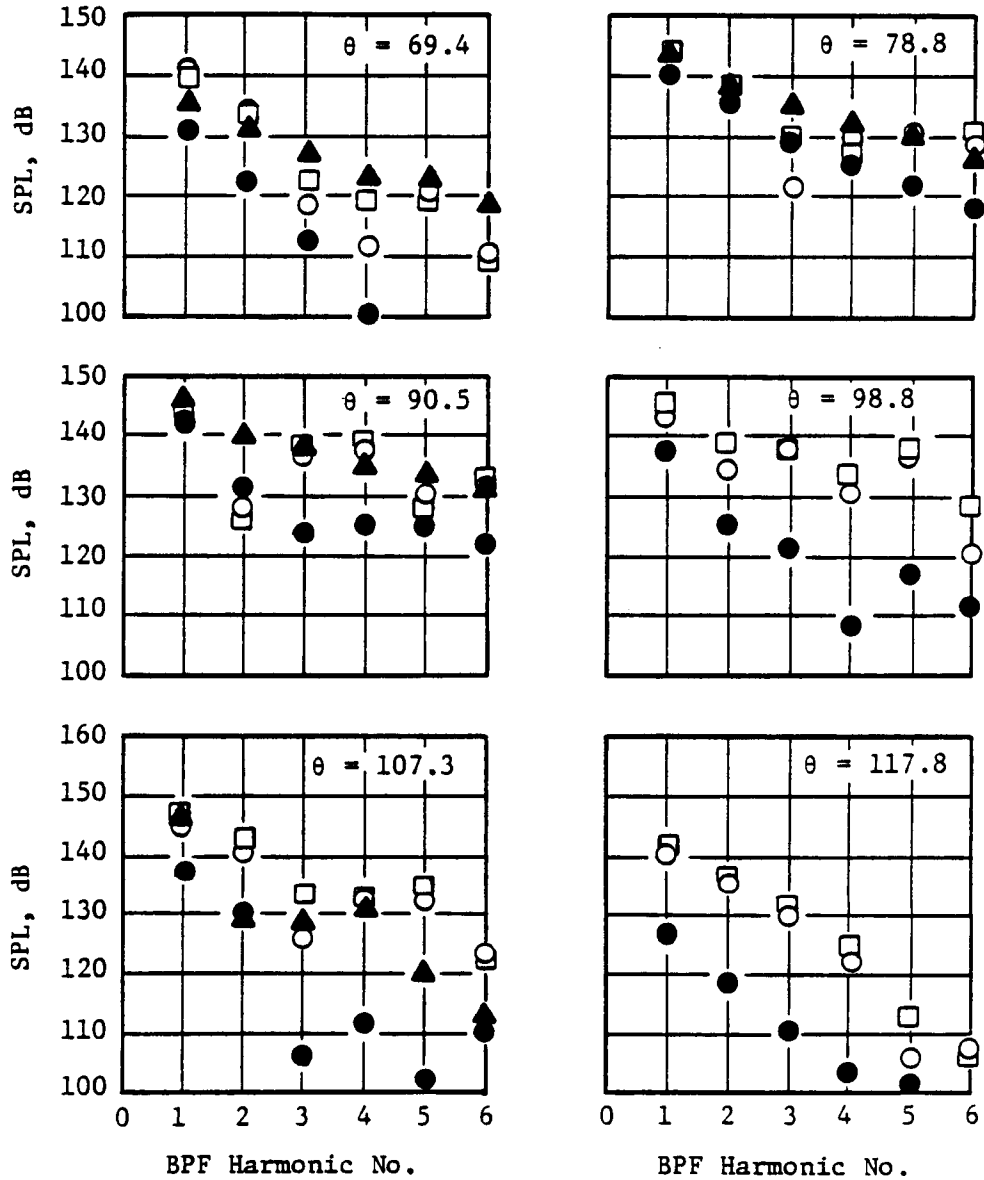 150
140
130
120
110
100
SPL, dB
θ = 69.4
θ = 78.8
150
140
130
120
110
100
SPL, dB
θ = 90.5
θ = 98.8
160
150
140
130
120
110
100
SPL, dB
θ = 107.3
θ = 117.8
0 1 2 3 4 5 6
0 1 2 3 4 5 6
BPF Harmonic No.
BPF Harmonic No.